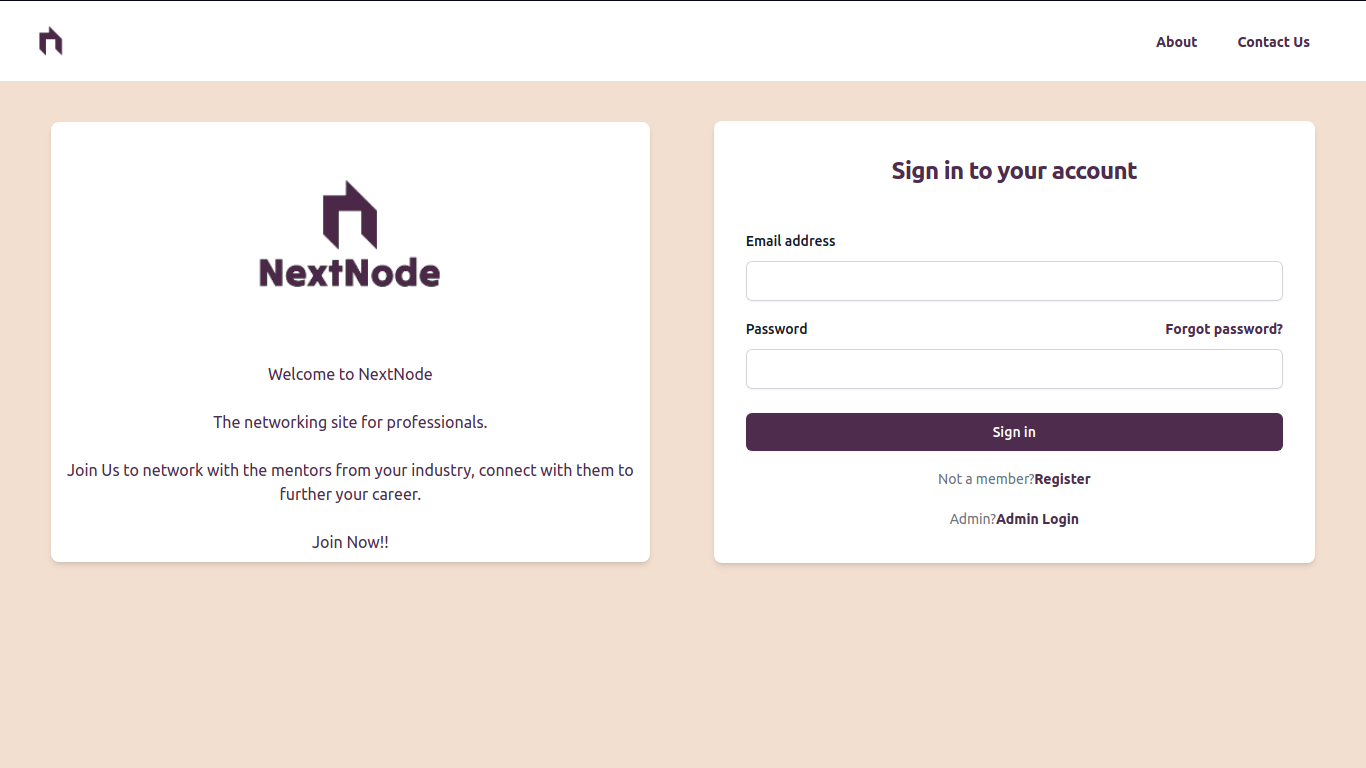 About
Contact Us
NextNode
Welcome to NextNode
The networking site for professionals.
Join Us to network with the mentors from your industry, connect with them to
further your career.
Join Now!!
Sign in to your account
Email address
Password
Forgot password?
Sign in
Not a member?Register
Admin?Admin Login